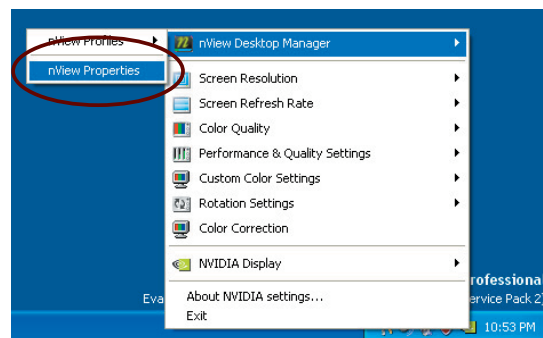 nView Profiles
nView Properties
nView Desktop Manager
Screen Resolution
Screen Refresh Rate
Color Quality
Performance & Quality Settings
Custom Color Settings
Rotation Settings
Color Correction
NVIDIA Display
About NVIDIA settings...
Exit
rofessiona
Eva
ervice Pack 2)
10:53 PM